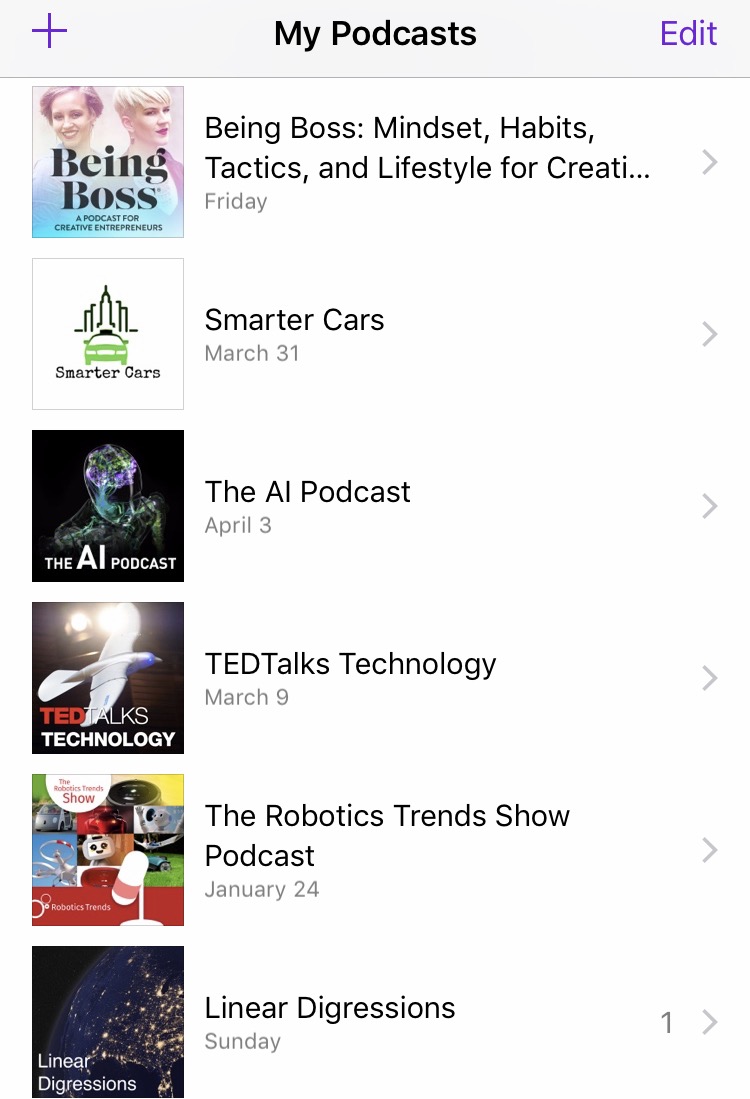 My Podcasts
Edit
Being
Boss®
A PODCAST FOR
CREATIVE ENTREPRENEURS
Being Boss: Mindset, Habits,
Tactics, and Lifestyle for Creati...
Friday
Smarter Cars
Smarter Cars
March 31
THE AI PODCAST
The AI Podcast
April 3
TEDTALKS
TECHNOLOGY
TEDTalks Technology
March 9
The
Robotics Trends
Show
Robotics Trends
The Robotics Trends Show
Podcast
January 24
Linear
Digressions
Linear Digressions
Sunday
1